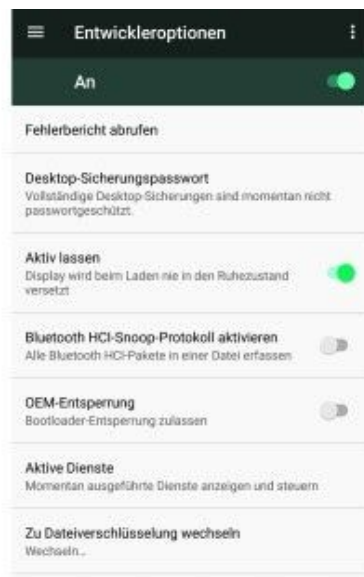 Entwickleroptionen
An
Fehlerbericht abrufen
Desktop-Sicherungspasswort
Vollständige Desktop-Sicherungen sind momentan nicht
passwortgeschützt.
Aktiv lassen
Display wird beim Laden nie in den Ruhezustand
versetzt
Bluetooth HCI-Snoop-Protokoll aktivieren
Alle Bluetooth HCI-Pakete in einer Datei erfassen
OEM-Entsperrung
Bootloader-Entsperrung zulassen
Aktive Dienste
Momentan ausgeführte Dienste anzeigen und steuern
Zu Dateiverschlüsselung wechseln
Wechseln…